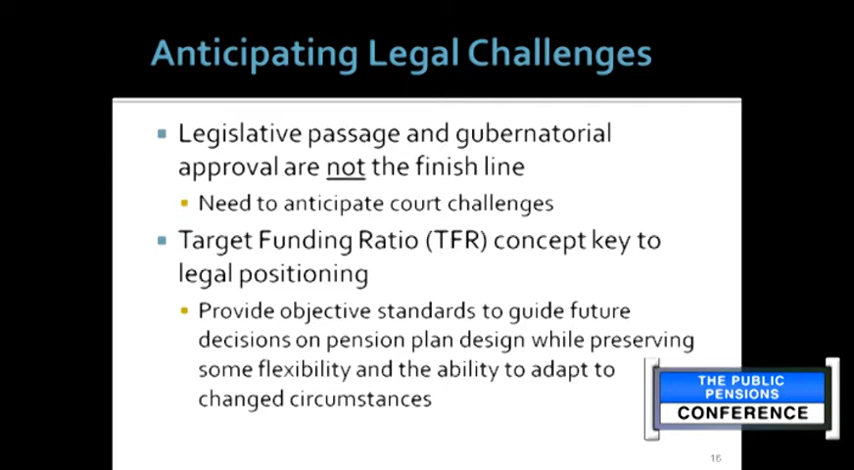 Anticipating Legal Challenges
Legislative passage and gubernatorial
approval are not the finish line
Need to anticipate court challenges
Target Funding Ratio (TFR) concept key to
legal positioning
Provide objective standards to guide future
decisions on pension plan design while preserving
some flexibility and the ability to adapt to
changed circumstances
THE PUBLIC
PENSIONS
CONFERENCE
16